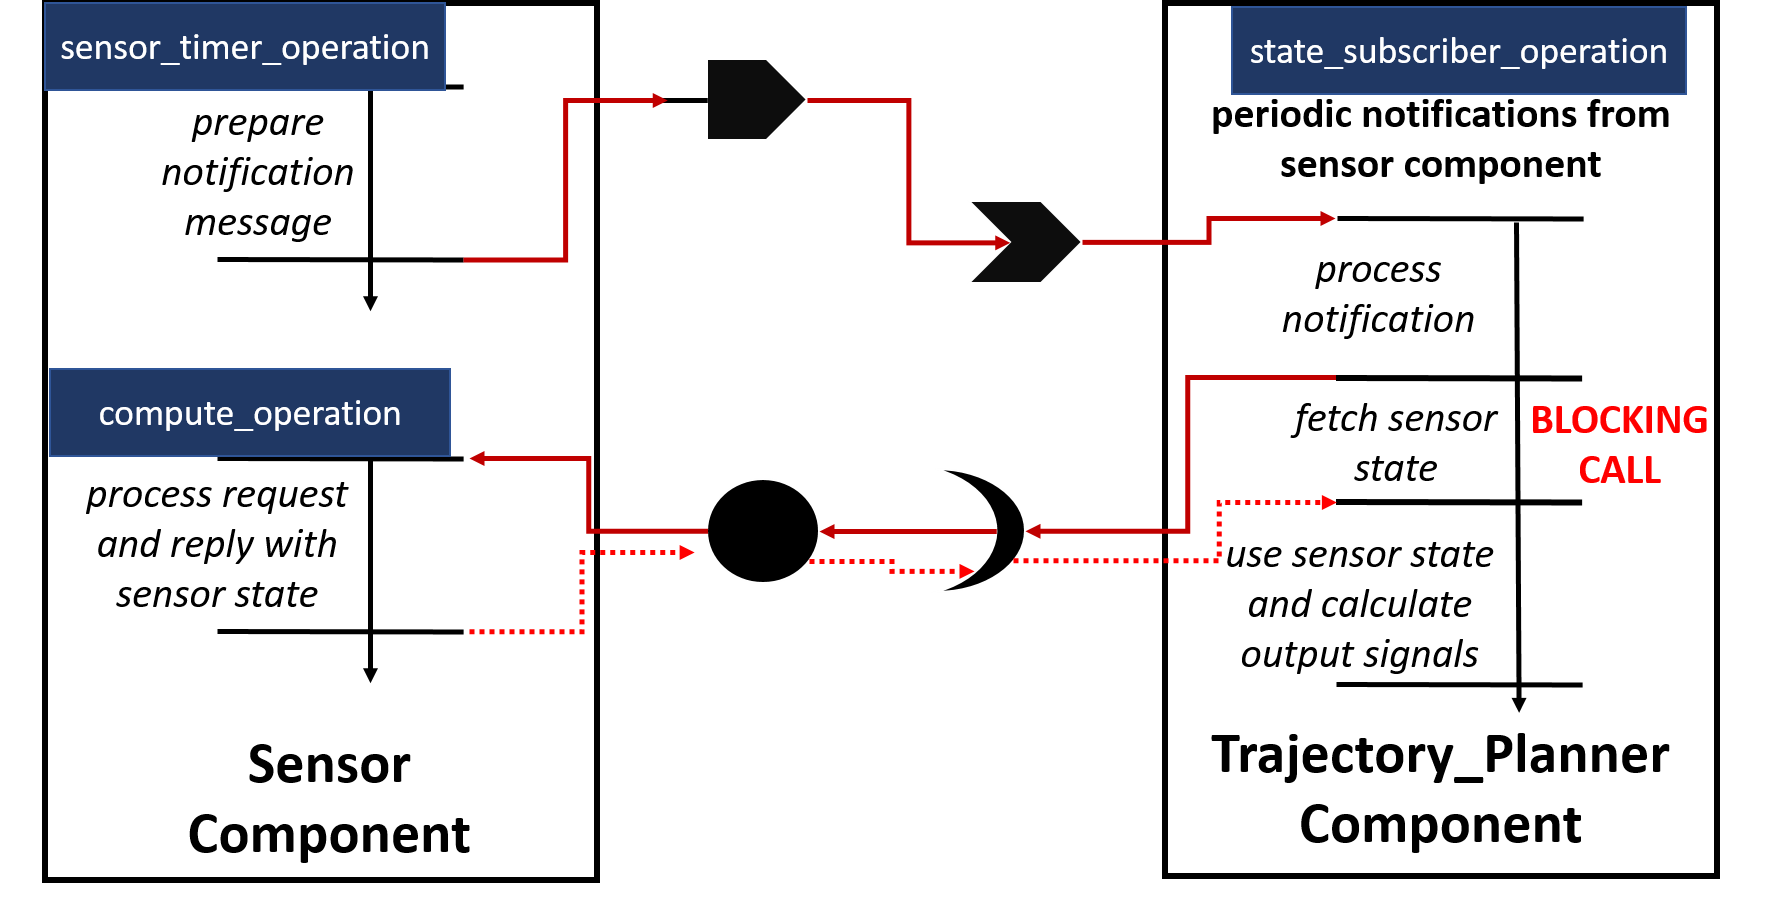 sensor_timer_operation
prepare
notification
message
compute_operation
process request
and reply with
sensor state
Sensor
Component
state_subscriber_operation
periodic notifications from
sensor component
process
notification
fetch sensor
state
BLOCKING
CALL
use sensor state
and calculate
output signals
Trajectory_Planner
Component